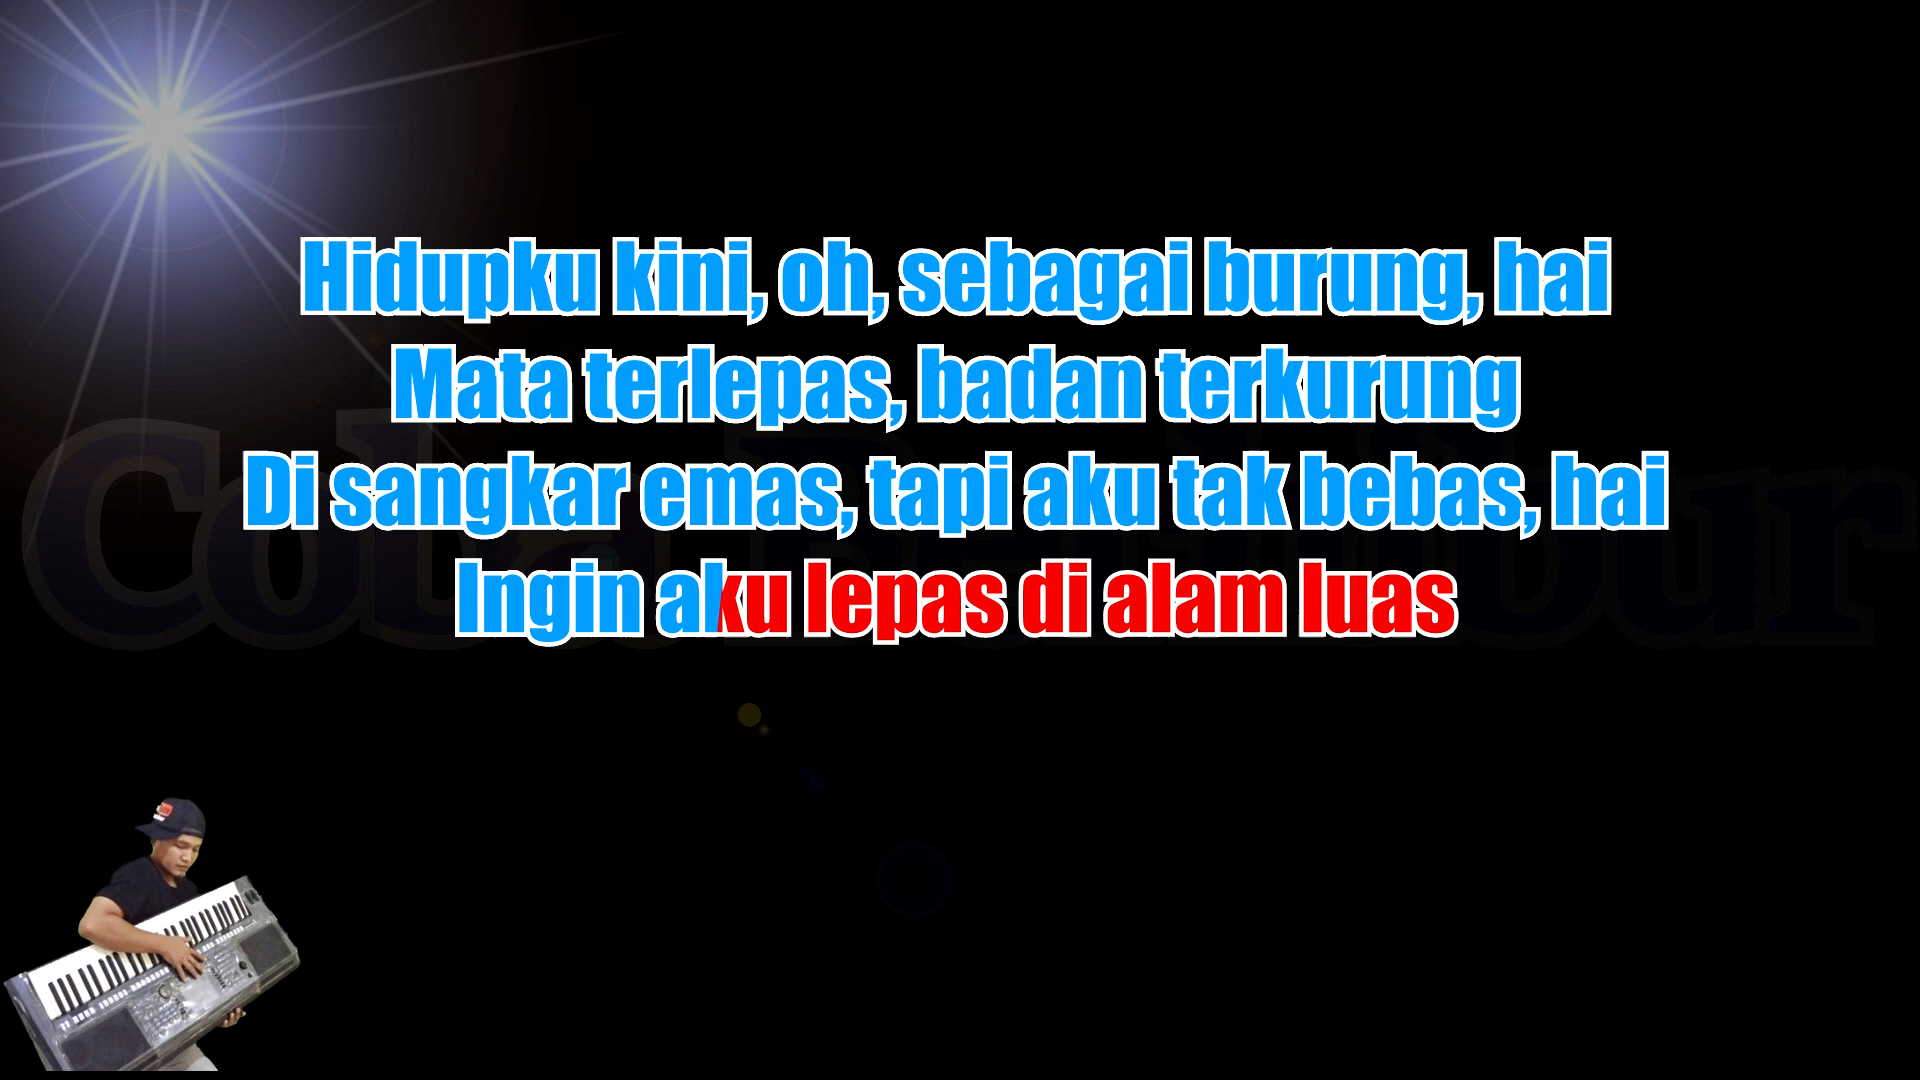 Hidupku kini, oh, sebagai burung, hai
Mata terlepas, badan terkurung
Di sangkar emas, tapi aku tak bebas, hai
Ingin aku lepas di alam luas